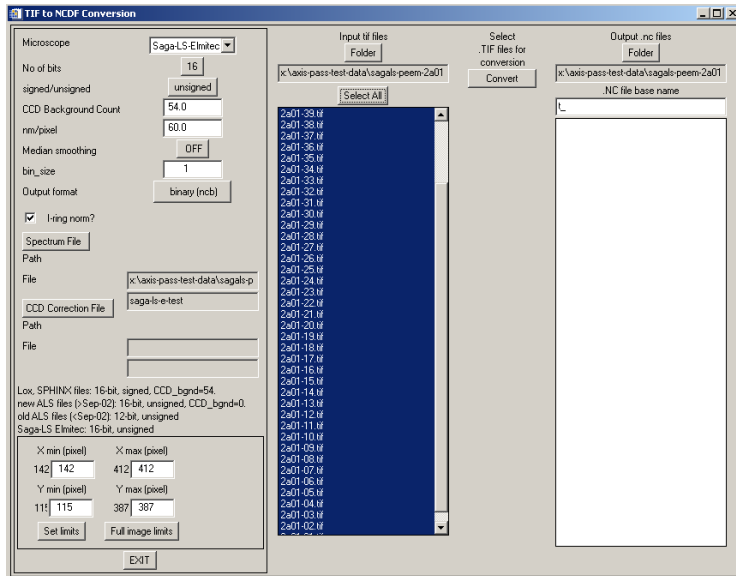 TIF to NCDF Conversion
Microscope
Saga-LS-Elmitec
No of bits
16
signed/unsigned
unsigned
CCD Background Count
54.0
nm/pixel
60.0
Median smoothing
OFF
bin_size
1
Output format
binary (ncb)
I-ring norm?
Spectrum File
Path
File
x:\axis-pass-test-data\sagals-p
saga-ls-e-test
CCD Correction File
Path
File
Lox, SPHINX files: 16-bit, signed, CCD_bgnd=54.
new ALS files (>Sep-02): 16-bit, unsigned, CCD_bgnd=0.
old ALS files (<Sep-02): 12-bit, unsigned
Saga-LS Elmitec: 16-bit, unsigned
X min (pixel)
X max (pixel)
142
142
412
412
Y min (pixel)
Y max (pixel)
115
115
387
387
Set limits
Full image limits
EXIT
Input tif files
Folder
x:\axis-pass-test-data\sagals-peem-2a01
Select All
2a01-39.tif
2a01-38.tif
2a01-37.tif
2a01-36.tif
2a01-35.tif
2a01-34.tif
2a01-33.tif
2a01-32.tif
2a01-31.tif
2a01-30.tif
2a01-29.tif
2a01-28.tif
2a01-27.tif
2a01-26.tif
2a01-25.tif
2a01-24.tif
2a01-23.tif
2a01-22.tif
2a01-21.tif
2a01-20.tif
2a01-19.tif
2a01-18.tif
2a01-17.tif
2a01-16.tif
2a01-15.tif
2a01-14.tif
2a01-13.tif
2a01-12.tif
2a01-11.tif
2a01-10.tif
2a01-09.tif
2a01-08.tif
2a01-07.tif
2a01-06.tif
2a01-05.tif
2a01-04.tif
2a01-03.tif
2a01-02.tif
Select
.TIF files for
conversion
Convert
Output .nc files
Folder
x:\axis-pass-test-data\sagals-peem-2a01
.NC file base name
t_